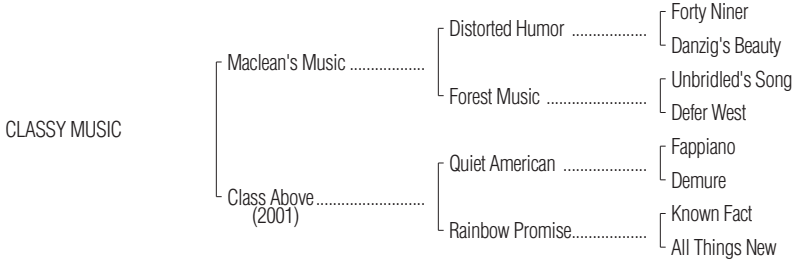 Forty Niner
Distorted Humor ..................
Danzig's Beauty
Maclean's Music ..................
Unbridled's Song
Forest Music ........................
Defer West
CLASSY MUSIC
Fappiano
Quiet American ....................
Demure
Class Above..........................
(2001)
Known Fact
Rainbow Promise..................
All Things New